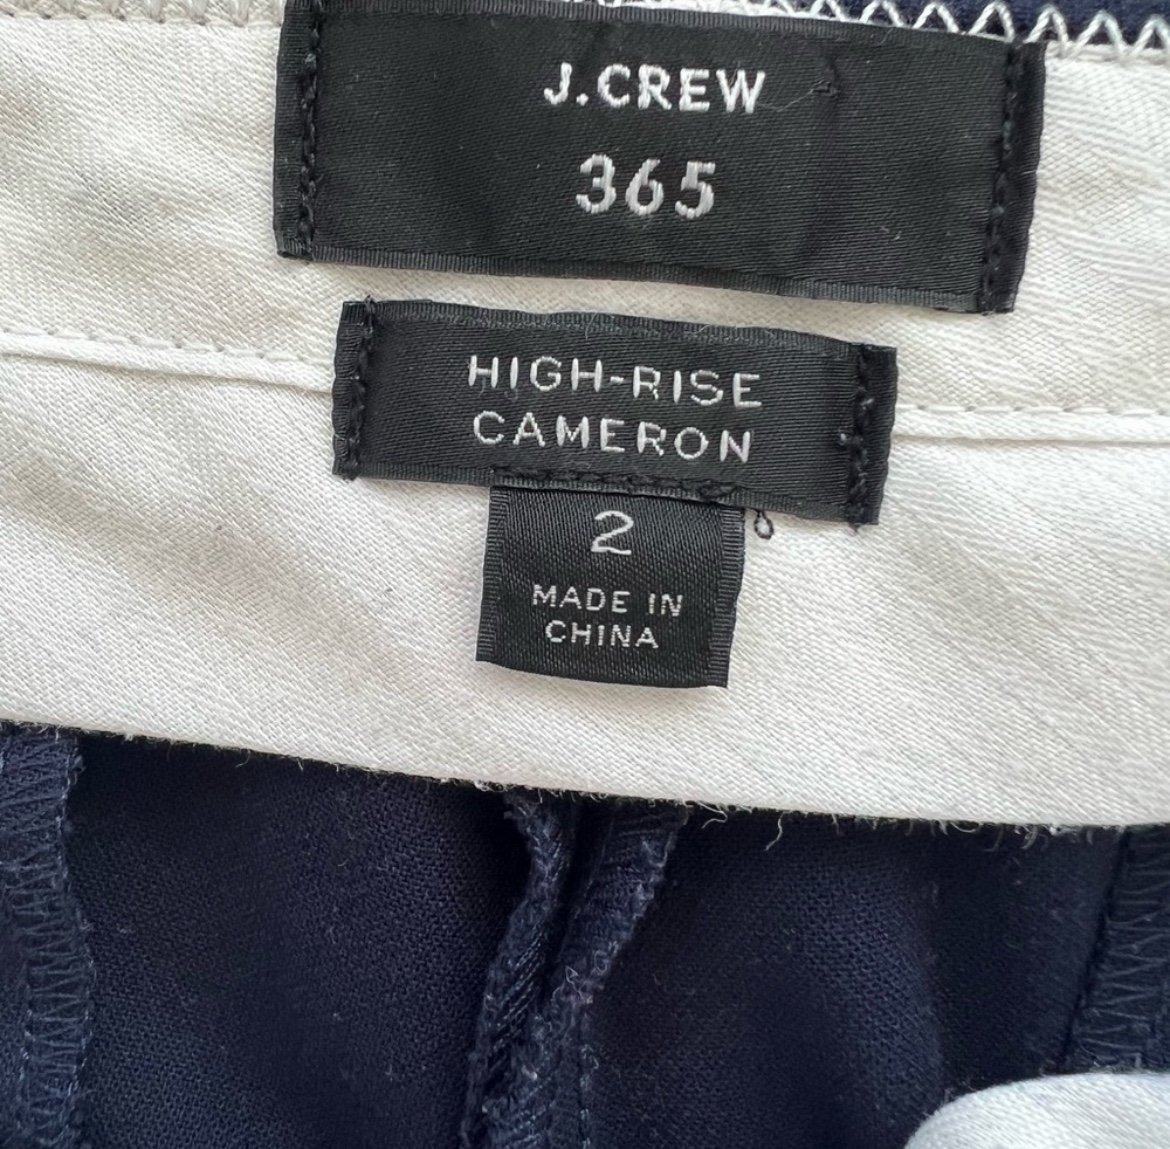 J.CREW
365
HIGH-RISE
CAMERON
2
MADE IN
CHINA